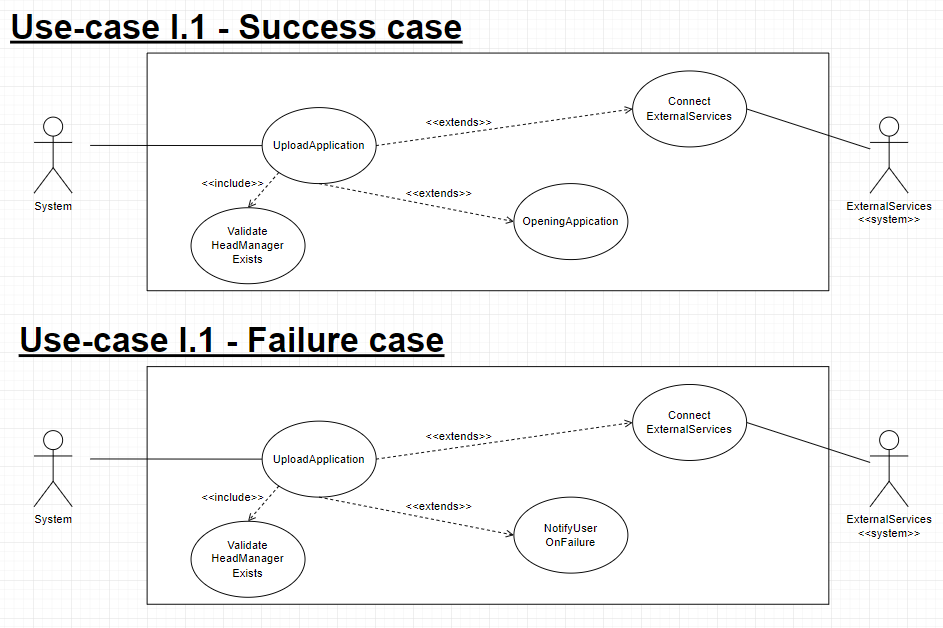 Use-case I.1 - Success case
<<extends>>
Connect
ExternalServices
UploadApplication
<<include>>
<<extends>>
System
ExternalServices
<<system>>
Validate
HeadManager
Exists
OpeningAppication
Use-case I.1 - Failure case
<<extends>>
Connect
ExternalServices
UploadApplication
<<include>>
<<extends>>
System
ExternalServices
<<system>>
Validate
HeadManager
Exists
NotifyUser
OnFailure